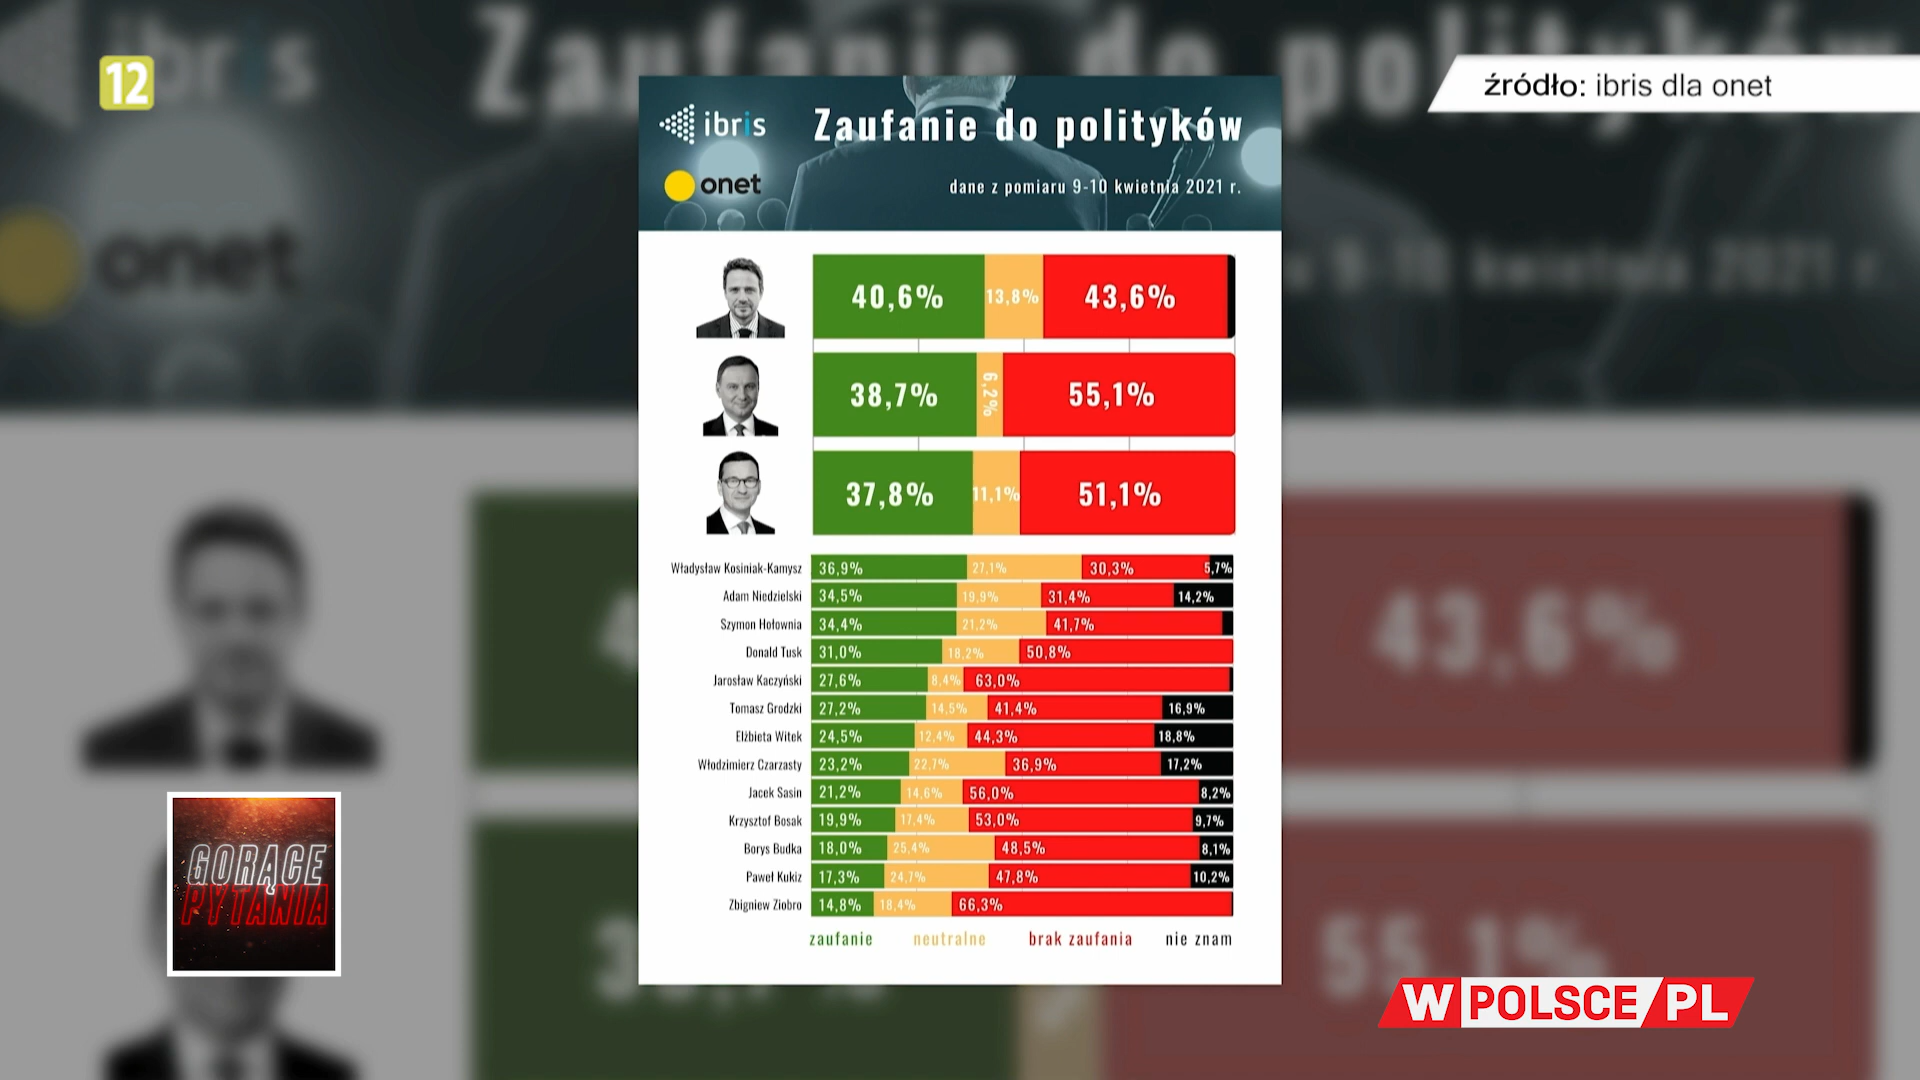 12
źródło: ibris dla onet
ibris
Zaufanie do polityków
onet
dane z pomiaru 9-10 kwietnia 2021 r.
40,6% 13,8% 43,6%
38,7% 6,2% 55,1%
37,8% 11,1% 51,1%
Władysław Kosiniak-Kamysz 36,9% 27,1% 30,3% 5,7%
Adam Niedzielski 34,5% 19,9% 31,4% 14,2%
Szymon Hołownia 34,4% 21,2% 41,7%
Donald Tusk 31,0% 18,2% 50,8%
Jarosław Kaczyński 27,6% 8,4% 63,0%
Tomasz Grodzki 27,2% 14,5% 41,4% 16,9%
Elżbieta Witek 24,5% 12,4% 44,3% 18,8%
Włodzimierz Czarzasty 23,2% 22,7% 36,9% 17,2%
Jacek Sasin 21,2% 14,6% 56,0% 8,2%
Krzysztof Bosak 19,9% 17,4% 53,0% 9,7%
Borys Budka 18,0% 25,4% 48,5% 8,1%
Paweł Kukiz 17,3% 24,7% 47,8% 10,2%
Zbigniew Ziobro 14,8% 18,4% 66,3%
zaufanie neutralne brak zaufania nie znam
GORĄCE
PYTANIA
W POLSCE/PL